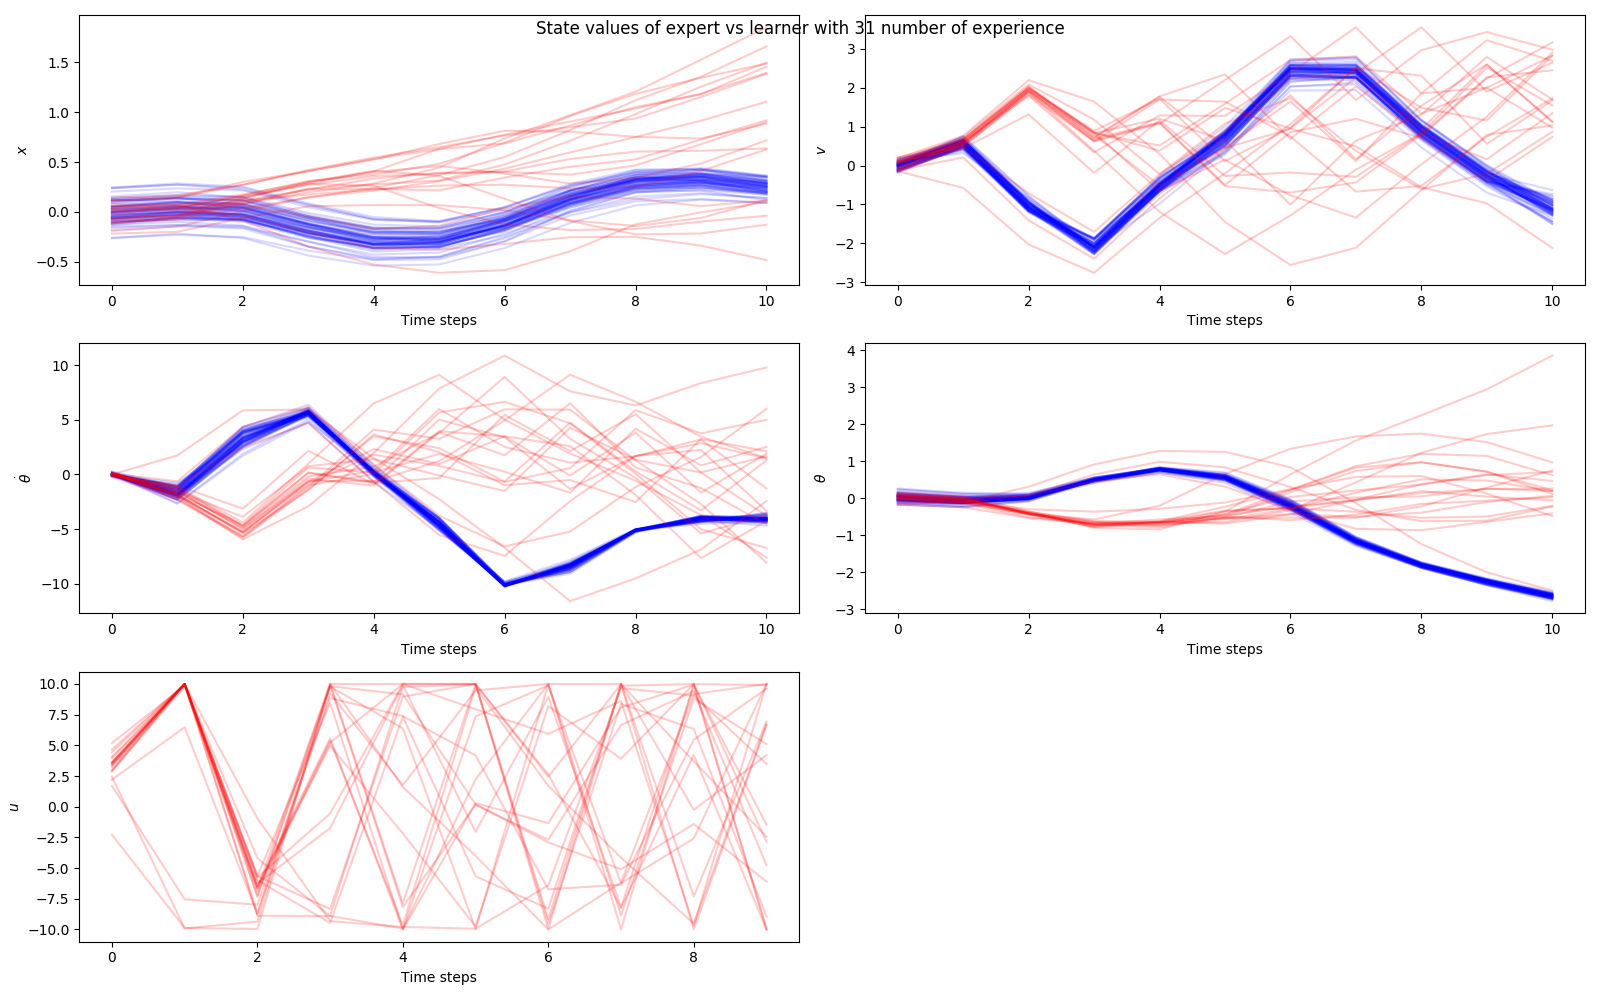 State values of expert vs learner with 31 number of experience
1.5
1.0
0.5
0.0
−0.5
x
0 2 4 6 8 10
Time steps
3
2
1
0
−1
−2
−3
v
0 2 4 6 8 10
Time steps
10
5
0
−5
−10
θ̇
0 2 4 6 8 10
Time steps
4
3
2
1
0
−1
−2
−3
θ
0 2 4 6 8 10
Time steps
10.0
7.5
5.0
2.5
0.0
−2.5
−5.0
−7.5
−10.0
u
0 2 4 6 8
Time steps